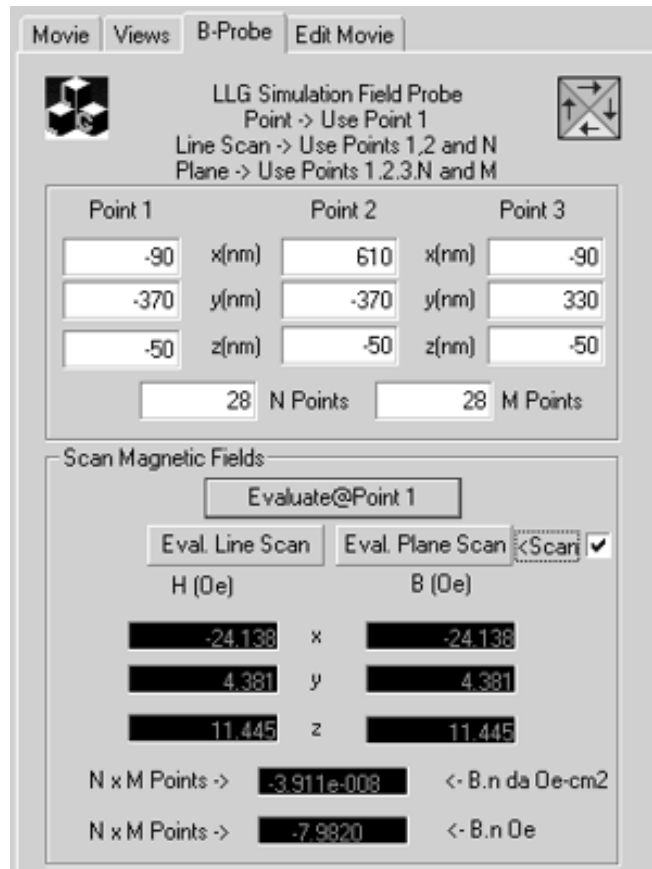 Movie Views B-Probe Edit Movie
LLG Simulation Field Probe
Point -> Use Point 1
Line Scan -> Use Points 1,2 and N
Plane -> Use Points 1.2.3.N and M
Point 1 Point 2 Point 3
-90 x(nm) 610 x(nm) -90
-370 y(nm) -370 y(nm) 330
-50 z(nm) -50 z(nm) -50
28 N Points 28 M Points
Scan Magnetic Fields
Evaluate@Point 1
Eval. Line Scan Eval. Plane Scan <Scan
H (Oe) B (Oe)
-24.138 x -24.138
4.381 y 4.381
11.445 z 11.445
N x M Points -> -3.911e-008 <- B.n da Oe-cm2
N x M Points -> -7.9820 <- B.n Oe